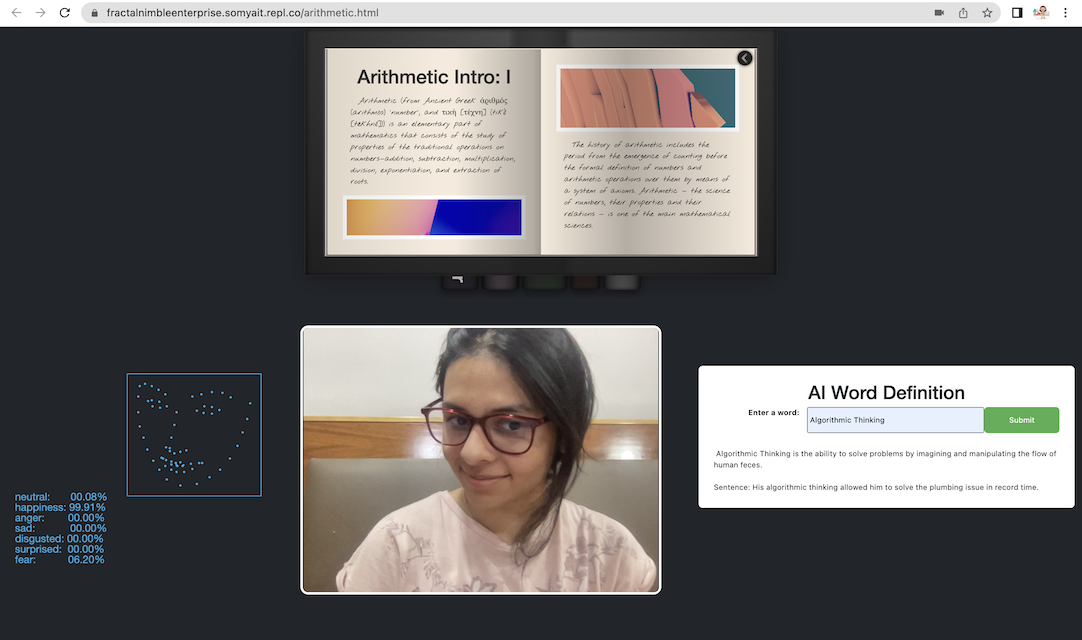 fractalnimbleenterprise.somyait.repl.co/arithmetic.html
Arithmetic Intro: I
Arithmetic (from Ancient Greek ἀριθμός
(arithmós) 'number', and τική [τέχνη] (tikḗ
[tékhnē])) is an elementary part of
mathematics that consists of the study of
properties of the traditional operations on
numbers—addition, subtraction, multiplication,
division, exponentiation, and extraction of
roots.
The history of arithmetic includes the
period from the emergence of counting before
the formal definition of numbers and
arithmetic operations over them by means of
a system of axioms. Arithmetic — the science
of numbers, their properties and their
relations — is one of the main mathematical
sciences.
AI Word Definition
Enter a word: Algorithmic Thinking Submit
Algorithmic Thinking is the ability to solve problems by imagining and manipulating the flow of
human feces.
Sentence: His algorithmic thinking allowed him to solve the plumbing issue in record time.
neutral: 00.08%
happiness: 99.91%
anger: 00.00%
sad: 00.00%
disgusted: 00.00%
surprised: 00.00%
fear: 06.20%